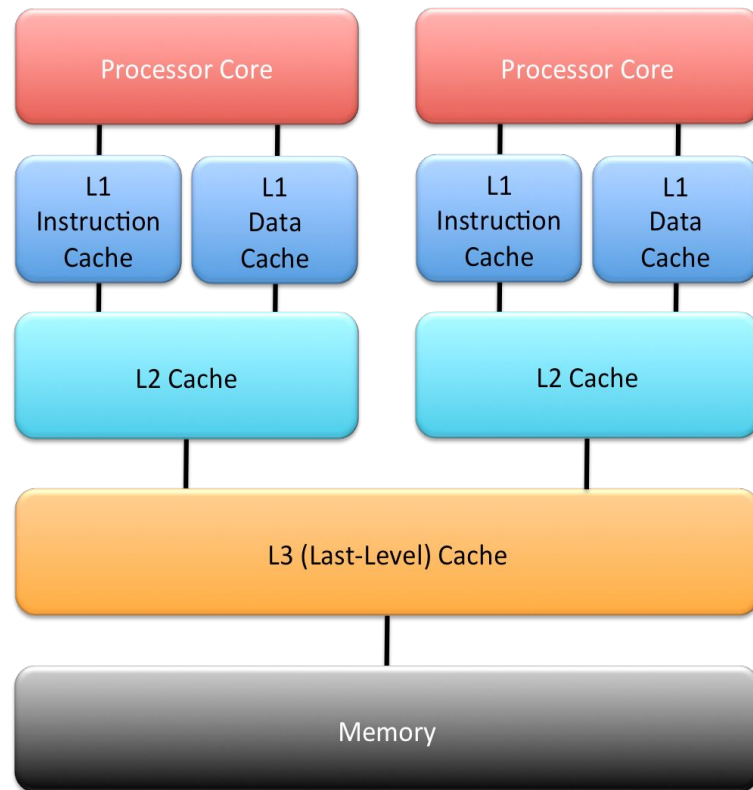 Processor Core
Processor Core
L1
Instruction
Cache
L1
Data
Cache
L1
Instruction
Cache
L1
Data
Cache
L2 Cache
L2 Cache
L3 (Last-Level) Cache
Memory